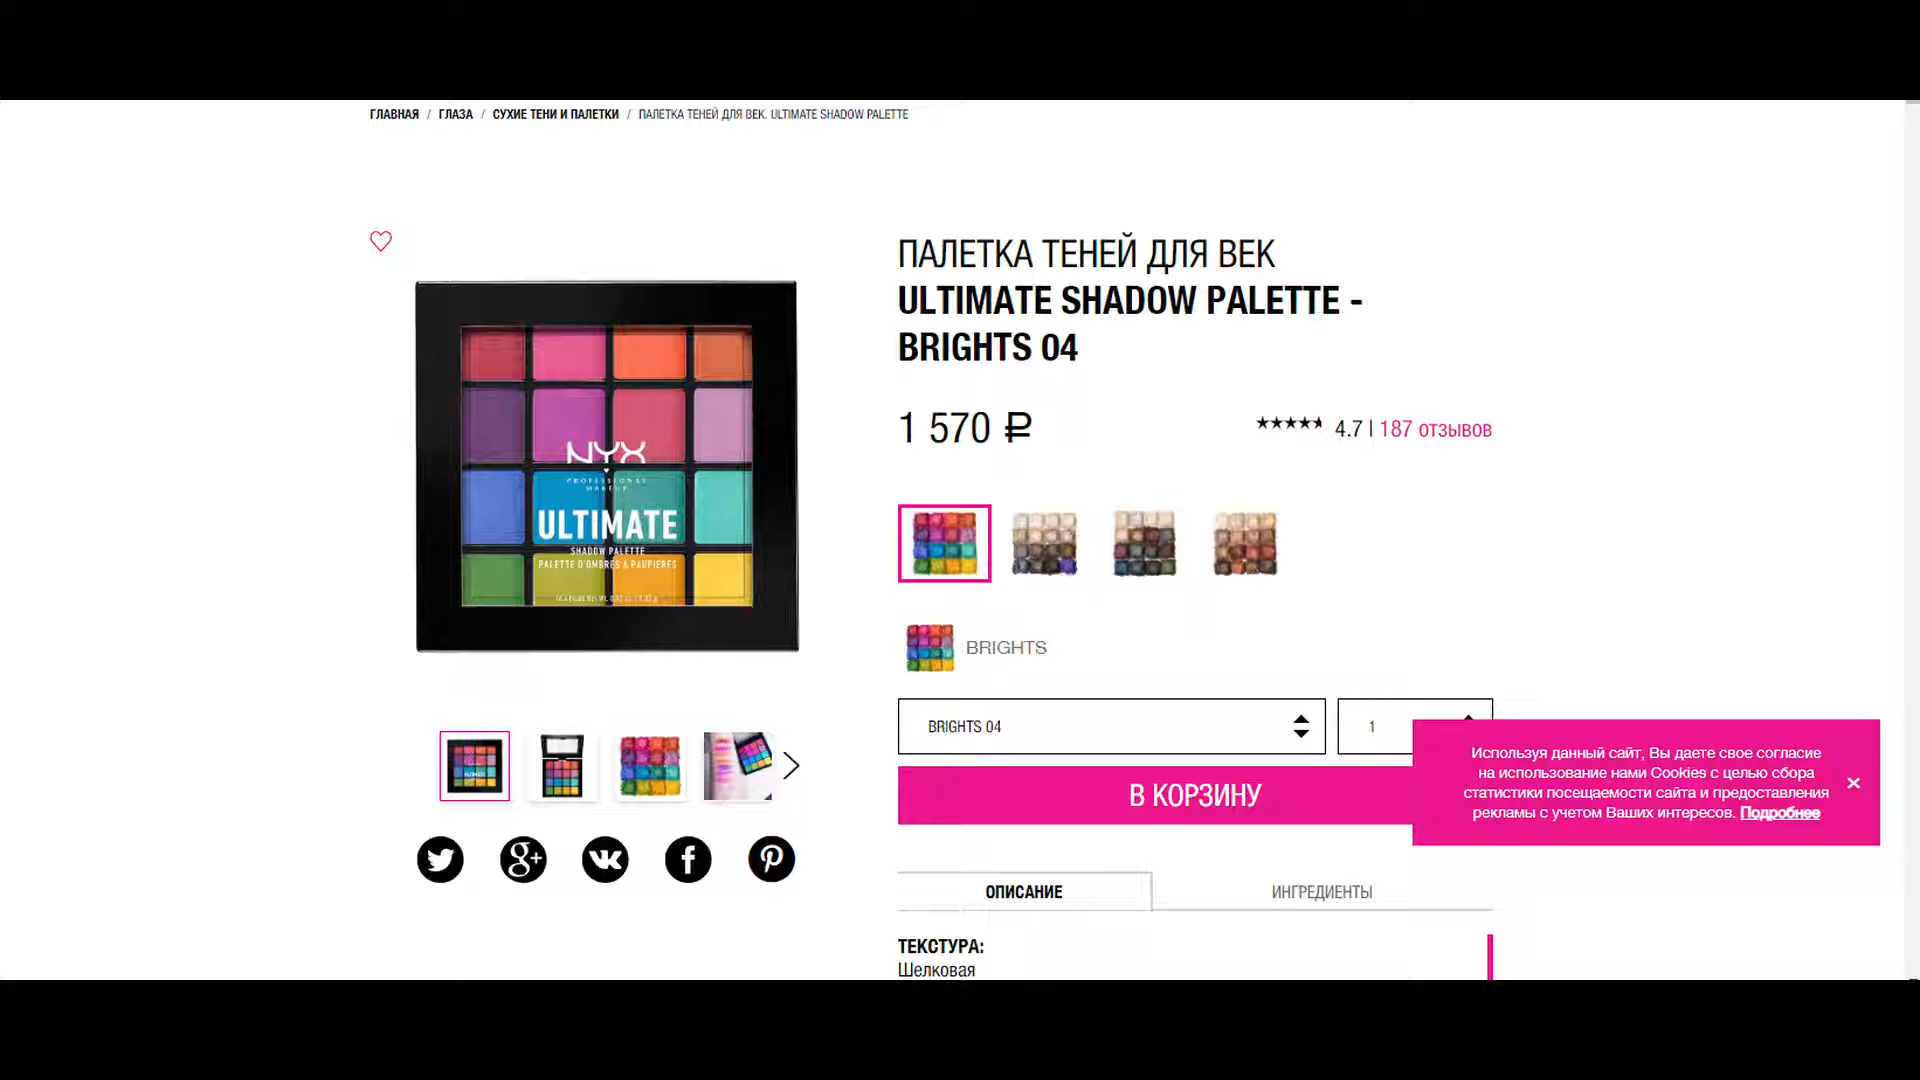 ГЛАВНАЯ / ГЛАЗА / СУХИЕ ТЕНИ И ПАЛЕТКИ / ПАЛЕТКА ТЕНЕЙ ДЛЯ ВЕК. ULTIMATE SHADOW PALETTE
ПАЛЕТКА ТЕНЕЙ ДЛЯ ВЕК
ULTIMATE SHADOW PALETTE -
BRIGHTS 04
1 570 ₽
4.7 | 187 отзывов
NYX
PROFESSIONAL
MAKEUP
ULTIMATE
SHADOW PALETTE
PALETTE D'OMBRES À PAUPIÈRES
BRIGHTS
BRIGHTS 04
1
В КОРЗИНУ
Используя данный сайт, Вы даете свое согласие
на использование нами Cookies с целью сбора
статистики посещаемости сайта и предоставления
рекламы с учетом Ваших интересов. Подробнее
ОПИСАНИЕ
ИНГРЕДИЕНТЫ
ТЕКСТУРА:
Шелковая